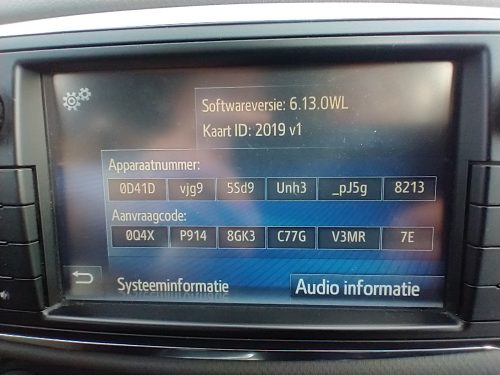 Softwareversie: 6.13.0WL
Kaart ID: 2019 v1
Apparaatnummer:
0D41D vjg9 5Sd9 Unh3 _pJ5g 8213
Aanvraagcode:
0Q4X P914 8GK3 C77G V3MR 7E
Systeeminformatie Audio informatie